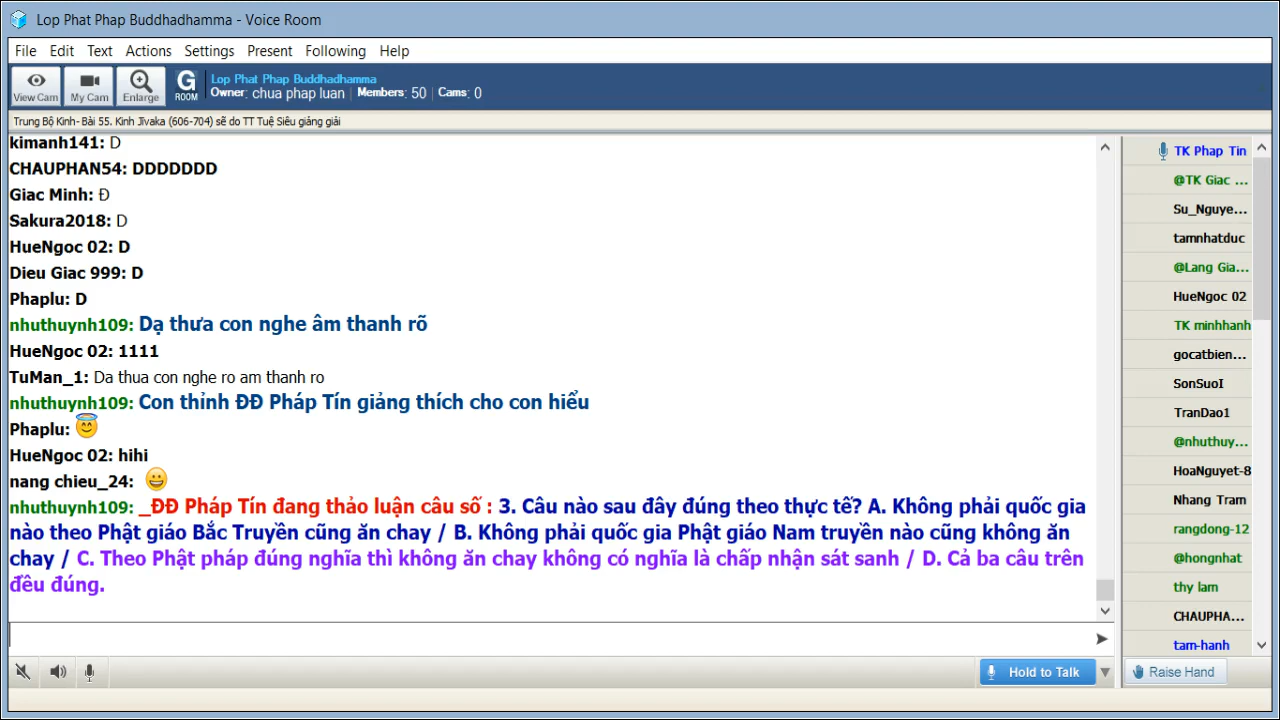 Lop Phat Phap Buddhadhamma - Voice Room
File Edit Text Actions Settings Present Following Help
View Cam My Cam Enlarge G ROOM
Lop Phat Phap Buddhadhamma
Owner: chua phap luan Members: 50 Cams: 0
Trung Bộ Kinh- Bài 55. Kinh Jīvaka (606-704) sẽ do TT Tuệ Siêu giảng giải
kimanh141: D
CHAUPHAN54: DDDDDDD
Giac Minh: Đ
Sakura2018: D
HueNgoc 02: D
Dieu Giac 999: D
Phaplu: D
nhuthuynh109: Dạ thưa con nghe âm thanh rõ
HueNgoc 02: 1111
TuMan_1: Da thua con nghe ro am thanh ro
nhuthuynh109: Con thỉnh ĐĐ Pháp Tín giảng thích cho con hiểu
Phaplu:
HueNgoc 02: hihi
nang chieu_24:
nhuthuynh109: _ĐĐ Pháp Tín đang thảo luận câu số : 3. Câu nào sau đây đúng theo thực tế? A. Không phải quốc gia
nào theo Phật giáo Bắc Truyền cũng ăn chay / B. Không phải quốc gia Phật giáo Nam truyền nào cũng không ăn
chay / C. Theo Phật pháp đúng nghĩa thì không ăn chay không có nghĩa là chấp nhận sát sanh / D. Cả ba câu trên
đều đúng.
TK Phap Tin
@TK Giac ...
Su_Nguye...
tamnhatduc
@Lang Gia...
HueNgoc 02
TK minhhanh
gocatbien...
SonSuoI
TranDao1
@nhuthuy...
HoaNguyet-8
Nhang Tram
rangdong-12
@hongnhat
thy lam
CHAUPHA...
tam-hanh
Hold to Talk
Raise Hand